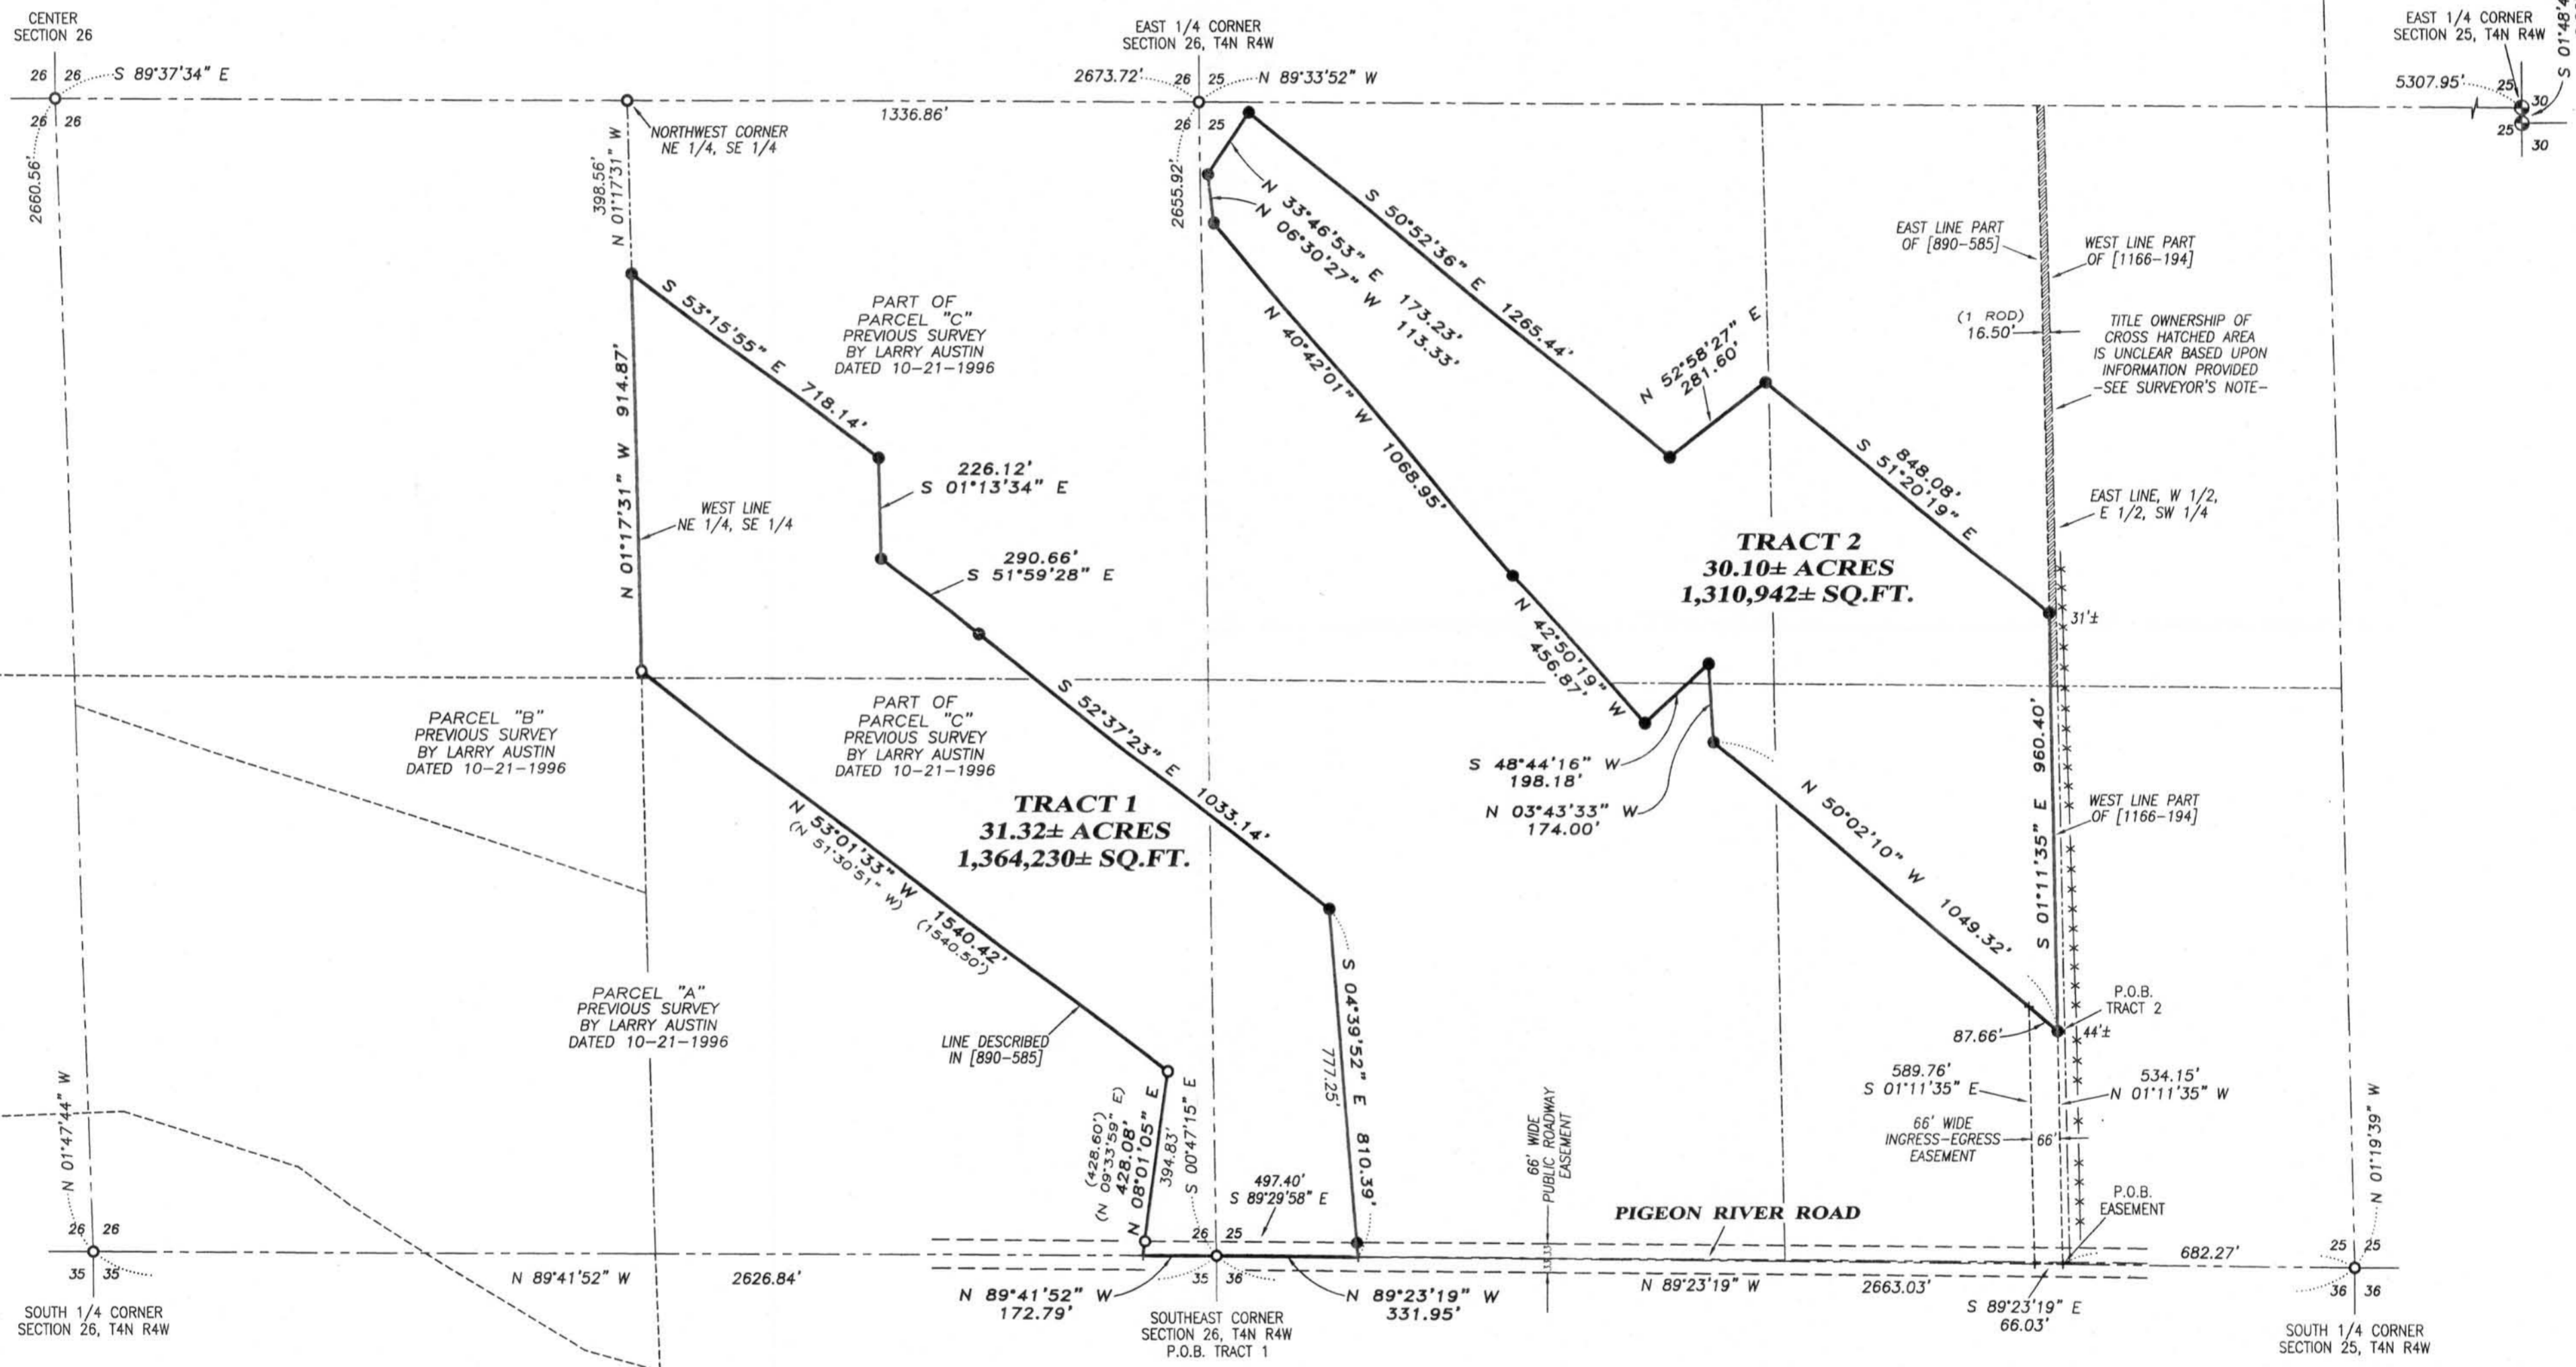 CENTER
SECTION 26
26
26
S 89°37'34" E
26
26
2660.56'
EAST 1/4 CORNER
SECTION 26, T4N R4W
2673.72'
26
25
N 89°33'52" W
26
25
2655.92'
EAST 1/4 CORNER
SECTION 25, T4N R4W
5307.95'
25
30
25
30
S 01°48'4
1336.86'
NORTHWEST CORNER
NE 1/4, SE 1/4
398.56'
N 01°17'31" W
S 53°15'55" E 718.14'
PART OF
PARCEL "C"
PREVIOUS SURVEY
BY LARRY AUSTIN
DATED 10-21-1996
N 01°17'31" W 914.87'
WEST LINE
NE 1/4, SE 1/4
226.12'
S 01°13'34" E
290.66'
S 51°59'28" E
N 33°46'53" E 173.23'
N 06°30'27" W 113.33'
S 50°52'36" E 1265.44'
N 40°42'01" W 1068.95'
N 52°58'27" E
281.60'
848.08'
S 51°20'19" E
EAST LINE PART
OF [890-585]
WEST LINE PART
OF [1166-194]
(1 ROD)
16.50'
TITLE OWNERSHIP OF
CROSS HATCHED AREA
IS UNCLEAR BASED UPON
INFORMATION PROVIDED
-SEE SURVEYOR'S NOTE-
EAST LINE, W 1/2,
E 1/2, SW 1/4
TRACT 2
30.10± ACRES
1,310,942± SQ.FT.
31'±
N 42°50'19" W
456.87'
S 48°44'16" W
198.18'
N 03°43'33" W
174.00'
PARCEL "B"
PREVIOUS SURVEY
BY LARRY AUSTIN
DATED 10-21-1996
PART OF
PARCEL "C"
PREVIOUS SURVEY
BY LARRY AUSTIN
DATED 10-21-1996
S 52°37'23" E 1033.14'
TRACT 1
31.32± ACRES
1,364,230± SQ.FT.
N 53°01'33" W 1540.42'
(N 51°30'51" W) (1540.50')
N 50°02'10" W 1049.32'
S 01°11'35" E 960.40'
WEST LINE PART
OF [1166-194]
PARCEL "A"
PREVIOUS SURVEY
BY LARRY AUSTIN
DATED 10-21-1996
LINE DESCRIBED
IN [890-585]
S 04°39'52" E 810.39'
777.25'
P.O.B.
TRACT 2
87.66'
44'±
589.76'
S 01°11'35" E
534.15'
N 01°11'35" W
66' WIDE
INGRESS-EGRESS
EASEMENT
66'
N 01°47'44" W
(428.60')
(N 09°33'59" E)
428.08'
N 08°01'05" E
394.83'
S 00°47'15" E
497.40'
S 89°29'58" E
66' WIDE
PUBLIC ROADWAY
EASEMENT
33'
33'
PIGEON RIVER ROAD
P.O.B.
EASEMENT
N 01°19'39" W
26
26
35
35
26
25
35
36
25
25
36
36
682.27'
N 89°41'52" W
2626.84'
N 89°41'52" W
172.79'
N 89°23'19" W
331.95'
N 89°23'19" W
2663.03'
S 89°23'19" E
66.03'
SOUTH 1/4 CORNER
SECTION 26, T4N R4W
SOUTHEAST CORNER
SECTION 26, T4N R4W
P.O.B. TRACT 1
SOUTH 1/4 CORNER
SECTION 25, T4N R4W